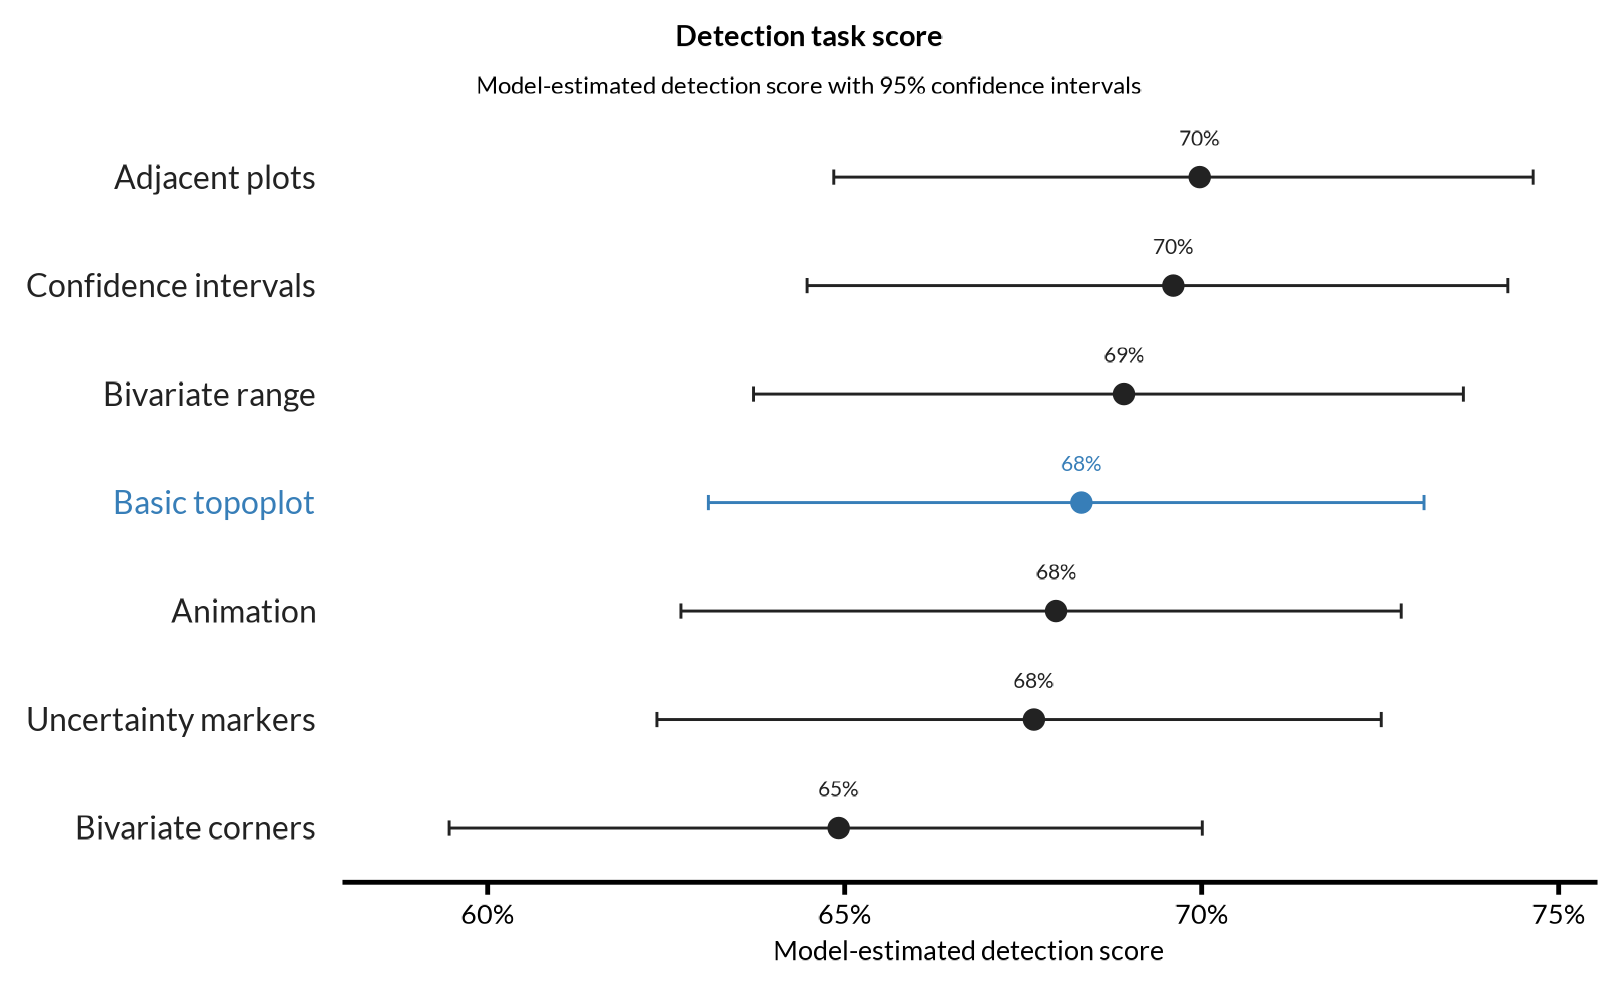 Detection task score
Model-estimated detection score with 95% confidence intervals
70%
Adjacent plots
70%
Confidence intervals
69%
Bivariate range
68%
Basic topoplot
68%
Animation
68%
Uncertainty markers
65%
Bivariate corners
60% 65% 70% 75%
Model-estimated detection score